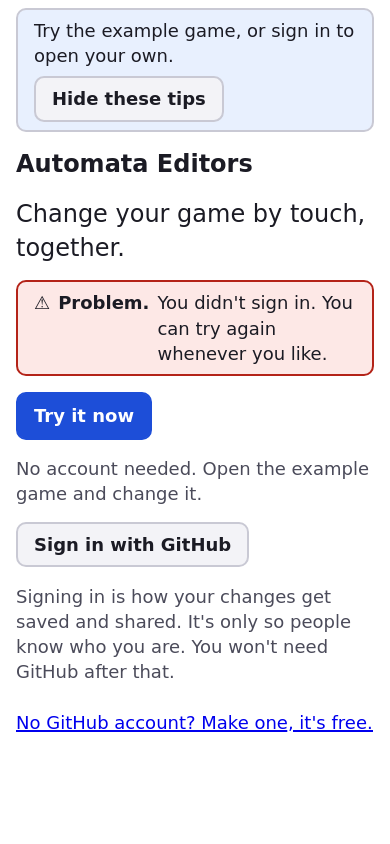 Try the example game, or sign in to
open your own.
Hide these tips
Automata Editors
Change your game by touch,
together.
⚠ Problem. You didn't sign in. You
can try again
whenever you like.
Try it now
No account needed. Open the example
game and change it.
Sign in with GitHub
Signing in is how your changes get
saved and shared. It's only so people
know who you are. You won't need
GitHub after that.
No GitHub account? Make one, it's free.